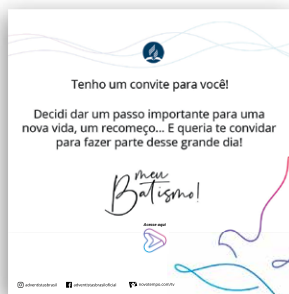 Tenho um convite para você!
Decidi dar um passo importante para uma
nova vida, um recomeço... E queria te convidar
para fazer parte desse grande dia!
meu
Batismo!
Acesse aqui
adventistasbrasil adventistasbrasiloficial novotempo.com/tv